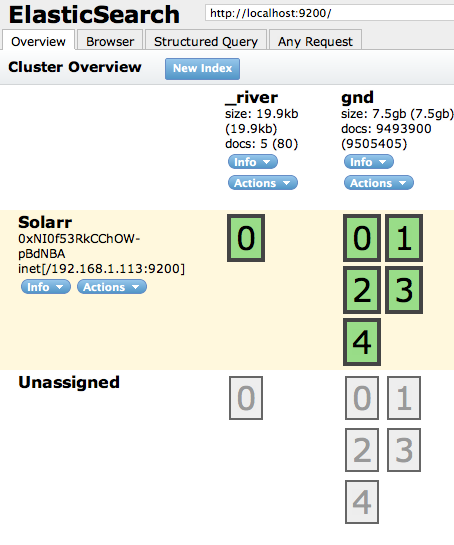 ElasticSearch
http://localhost:9200/
Overview Browser Structured Query Any Request
Cluster Overview New Index
_river
size: 19.9kb
(19.9kb)
docs: 5 (80)
Info
Actions
gnd
size: 7.5gb (7.5gb)
docs: 9493900
(9505405)
Info
Actions
Solarr
0xNI0f53RkCChOW-
pBdNBA
inet[/192.168.1.113:9200]
Info Actions
0
0 1
2 3
4
Unassigned
0
0 1
2 3
4